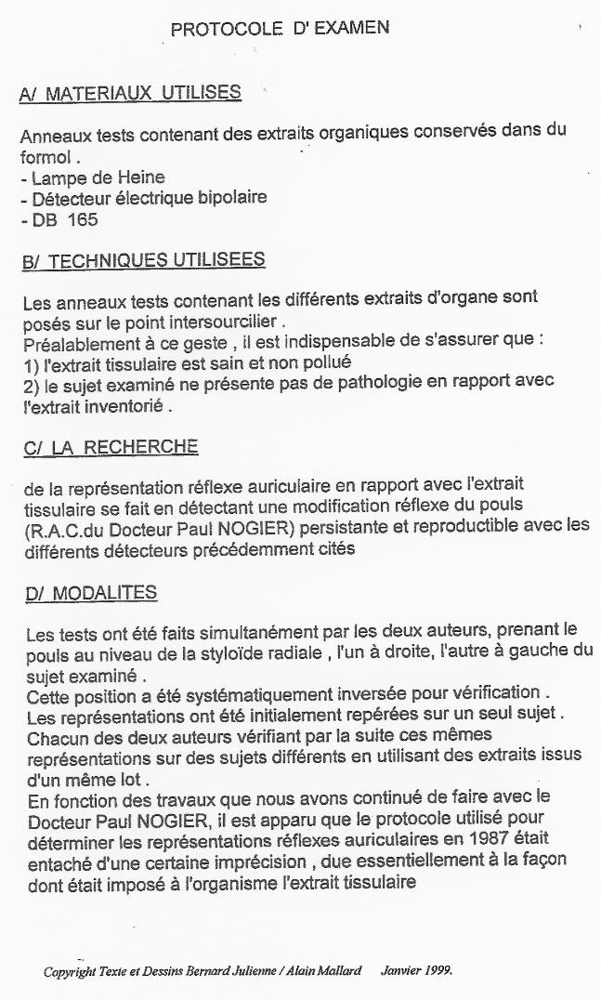 PROTOCOLE D' EXAMEN
A/ MATERIAUX UTILISES
Anneaux tests contenant des extraits organiques conservés dans du
formol .
- Lampe de Heine
- Détecteur électrique bipolaire
- DB 165
B/ TECHNIQUES UTILISEES
Les anneaux tests contenant les différents extraits d'organe sont
posés sur le point intersourcilier .
Préalablement à ce geste , il est indispensable de s'assurer que :
1) l'extrait tissulaire est sain et non pollué
2) le sujet examiné ne présente pas de pathologie en rapport avec
l'extrait inventorié .
C/ LA RECHERCHE
de la représentation réflexe auriculaire en rapport avec l'extrait
tissulaire se fait en détectant une modification réflexe du pouls
(R.A.C.du Docteur Paul NOGIER) persistante et reproductible avec les
différents détecteurs précédemment cités
D/ MODALITES
Les tests ont été faits simultanément par les deux auteurs, prenant le
pouls au niveau de la styloïde radiale , l'un à droite, l'autre à gauche du
sujet examiné .
Cette position a été systématiquement inversée pour vérification .
Les représentations ont été initialement repérées sur un seul sujet .
Chacun des deux auteurs vérifiant par la suite ces mêmes
représentations sur des sujets différents en utilisant des extraits issus
d'un même lot .
En fonction des travaux que nous avons continué de faire avec le
Docteur Paul NOGIER, il est apparu que le protocole utilisé pour
déterminer les représentations réflexes auriculaires en 1987 était
entaché d'une certaine imprécision , due essentiellement à la façon
dont était imposé à l'organisme l'extrait tissulaire
Copyright Texte et Dessins Bernard Julienne / Alain Mallard Janvier 1999.